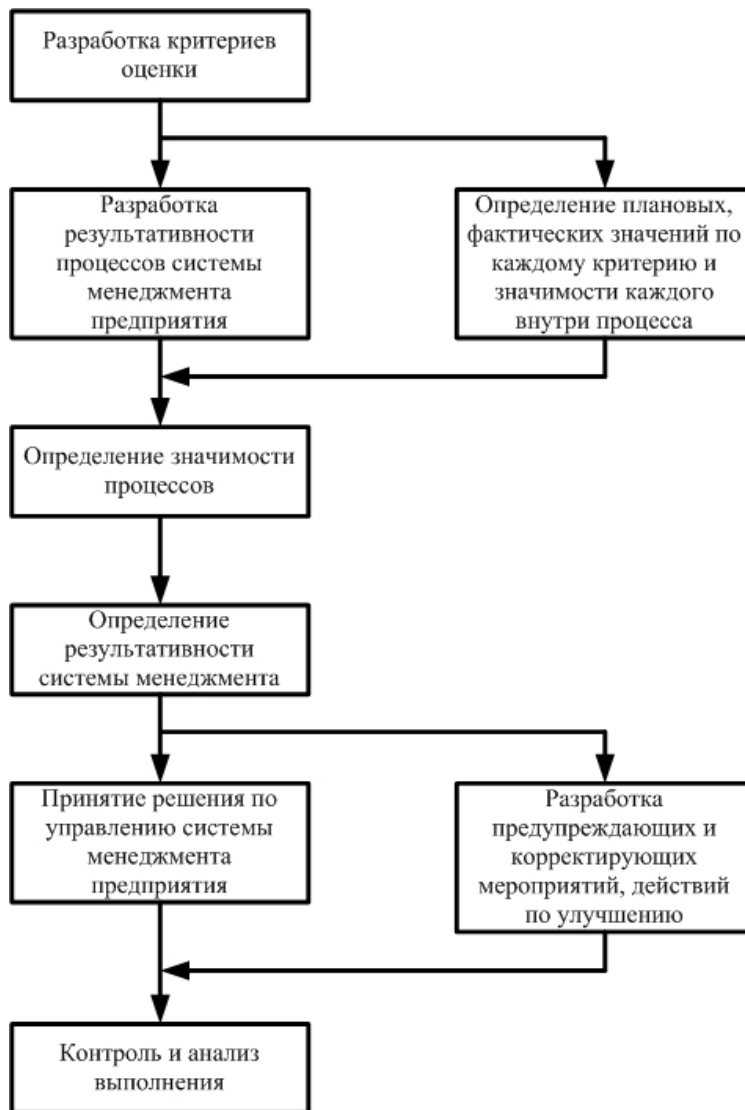 Разработка критериев
оценки
Разработка
результативности
процессов системы
менеджмента
предприятия
Определение плановых,
фактических значений по
каждому критерию и
значимости каждого
внутри процесса
Определение значимости
процессов
Определение
результативности
системы менеджмента
Принятие решения по
управлению системы
менеджмента
предприятия
Разработка
предупреждающих и
корректирующих
мероприятий, действий
по улучшению
Контроль и анализ
выполнения